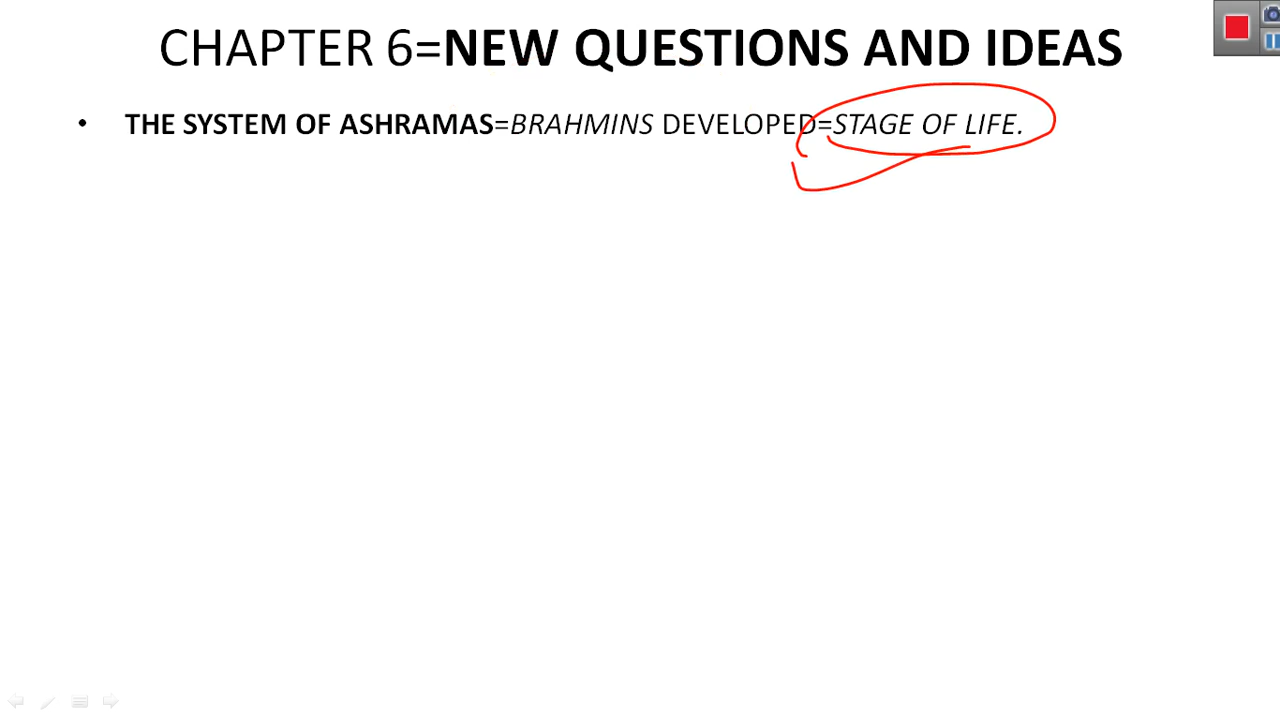 CHAPTER 6=NEW QUESTIONS AND IDEAS
• THE SYSTEM OF ASHRAMAS=BRAHMINS DEVELOPED=STAGE OF LIFE.